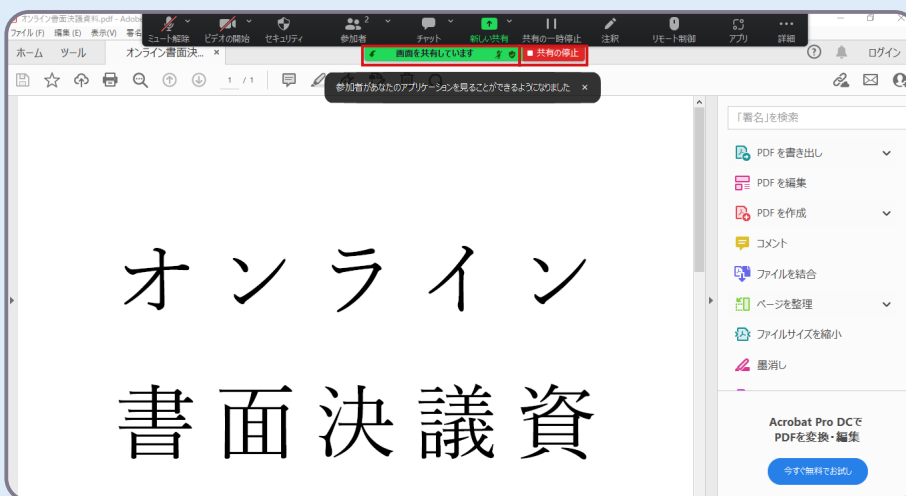 オンライン書面決議資料.pdf - Adobe
ファイル(F) 編集(E) 表示(V) 署名
ミュート解除 ビデオの開始 セキュリティ 参加者 2 チャット 新しい共有 共有の一時停止 注釈 リモート制御 アプリ 詳細
ホーム ツール オンライン書面決... × 画面を共有しています 共有の停止 ログイン
1 / 1
参加者があなたのアプリケーションを見ることができるようになりました ×
「署名」を検索
PDF を書き出し
PDF を編集
PDF を作成
コメント
ファイルを結合
ページを整理
ファイルサイズを縮小
墨消し
オンライン
書面決議資
Acrobat Pro DCで
PDFを変換・編集
今すぐ無料でお試し